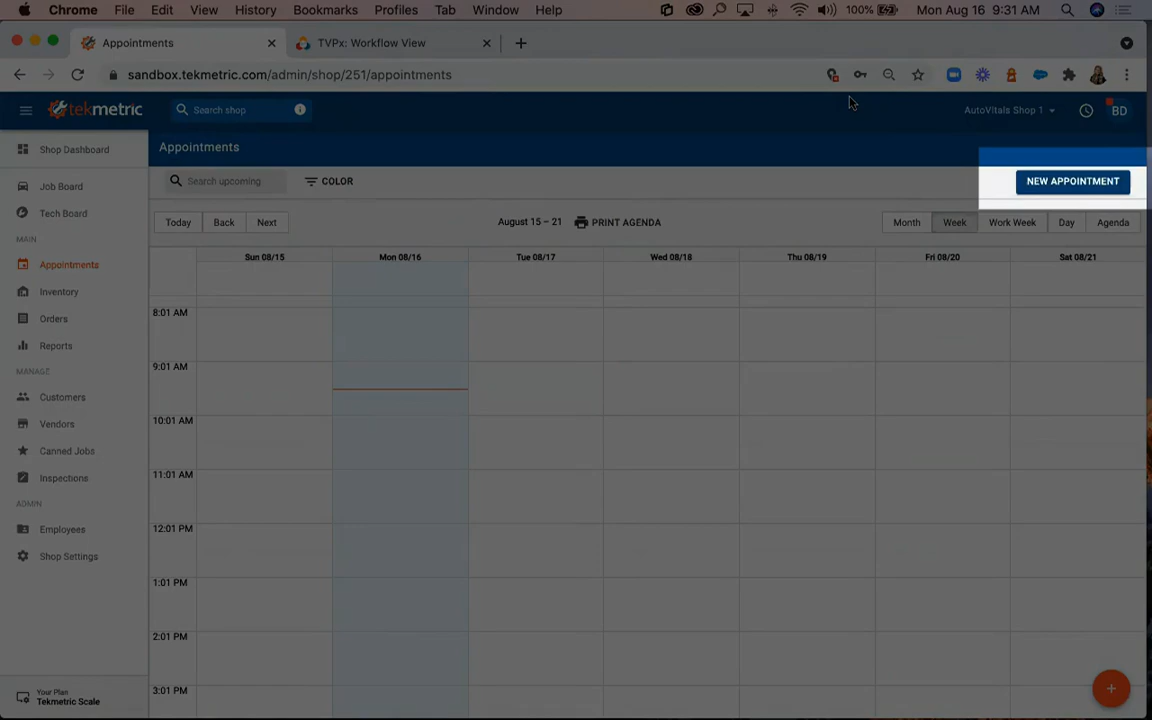 Chrome File Edit View History Bookmarks Profiles Tab Window Help 100% Mon Aug 16 9:31 AM
Appointments TVPx: Workflow View
sandbox.tekmetric.com/admin/shop/251/appointments
tekmetric Search shop AutoVitals Shop 1 BD
Shop Dashboard
Job Board
Tech Board
MAIN
Appointments
Inventory
Orders
Reports
MANAGE
Customers
Vendors
Canned Jobs
Inspections
ADMIN
Employees
Shop Settings
Your Plan
Tekmetric Scale
Appointments
Search upcoming COLOR NEW APPOINTMENT
Today Back Next August 15 – 21 PRINT AGENDA Month Week Work Week Day Agenda
Sun 08/15 Mon 08/16 Tue 08/17 Wed 08/18 Thu 08/19 Fri 08/20 Sat 08/21
8:01 AM
9:01 AM
10:01 AM
11:01 AM
12:01 PM
1:01 PM
2:01 PM
3:01 PM